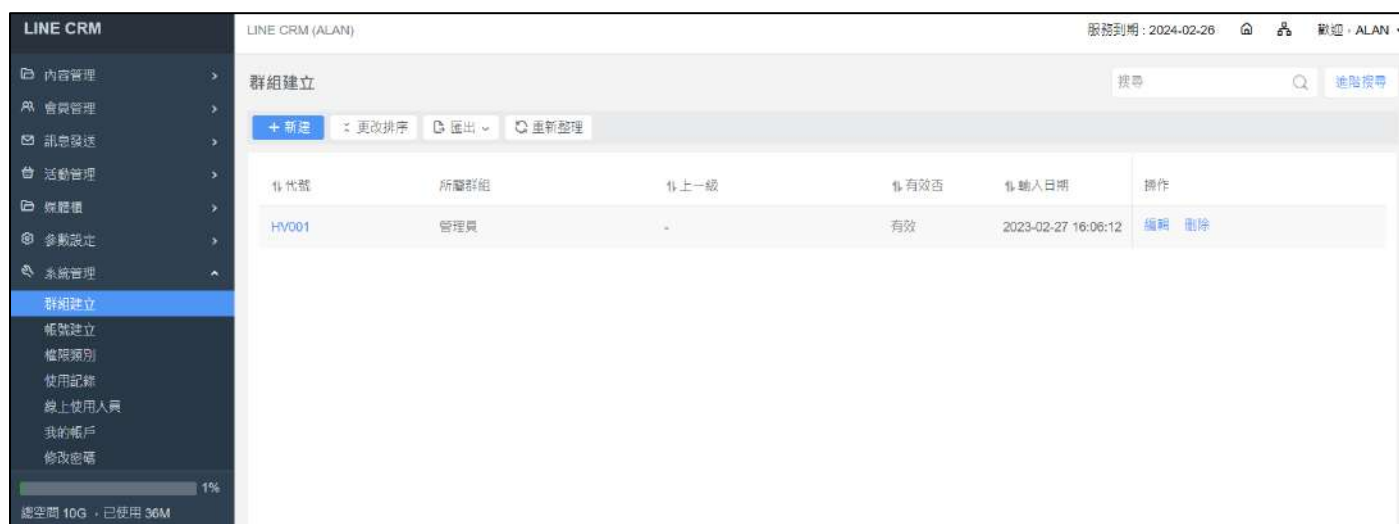 LINE CRM
LINE CRM (ALAN)
服務到期 : 2024-02-26
歡迎，ALAN
內容管理
會員管理
訊息發送
活動管理
媒體櫃
參數設定
系統管理
群組建立
帳號建立
權限類別
使用記錄
線上使用人員
我的帳戶
修改密碼
1%
總空間 10G ，已使用 36M
群組建立
搜尋
進階搜尋
+ 新建
更改排序
匯出
重新整理
代號 所屬群組 上一級 有效否 輸入日期 操作
HV001 管理員 - 有效 2023-02-27 16:06:12 編輯 刪除